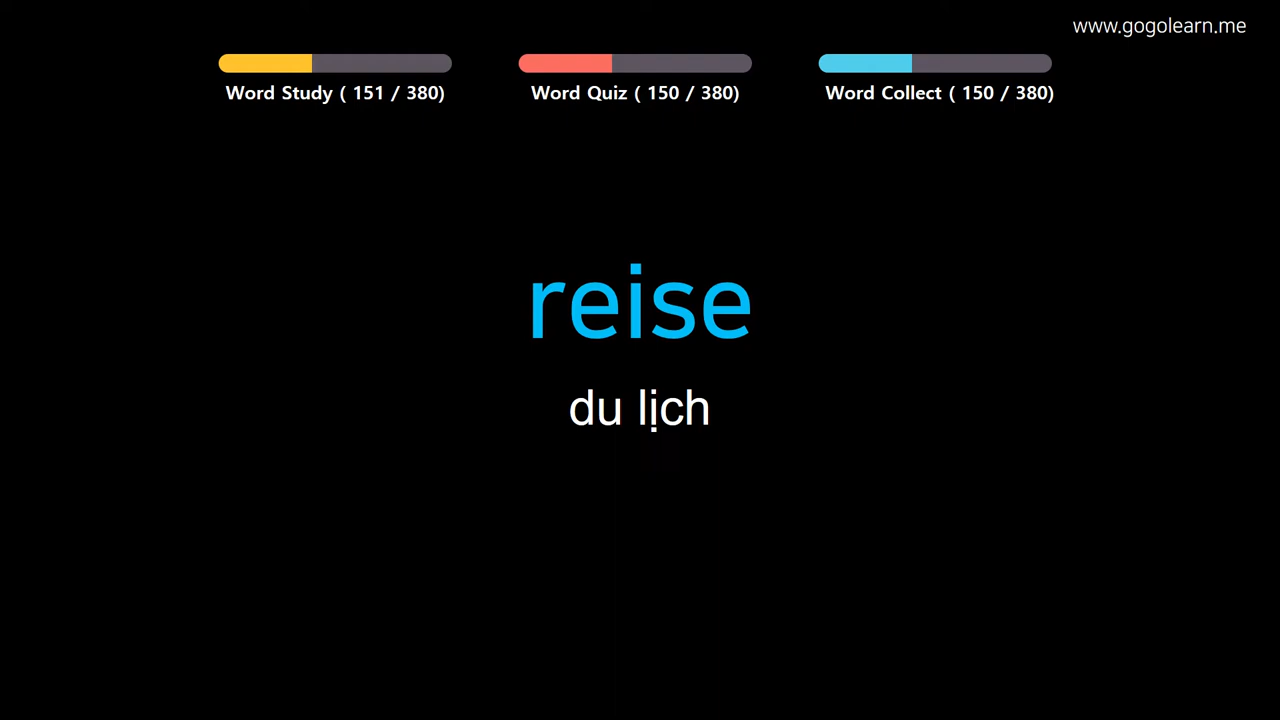 www.gogolearn.me
Word Study ( 151 / 380)
Word Quiz ( 150 / 380)
Word Collect ( 150 / 380)
reise
du lịch